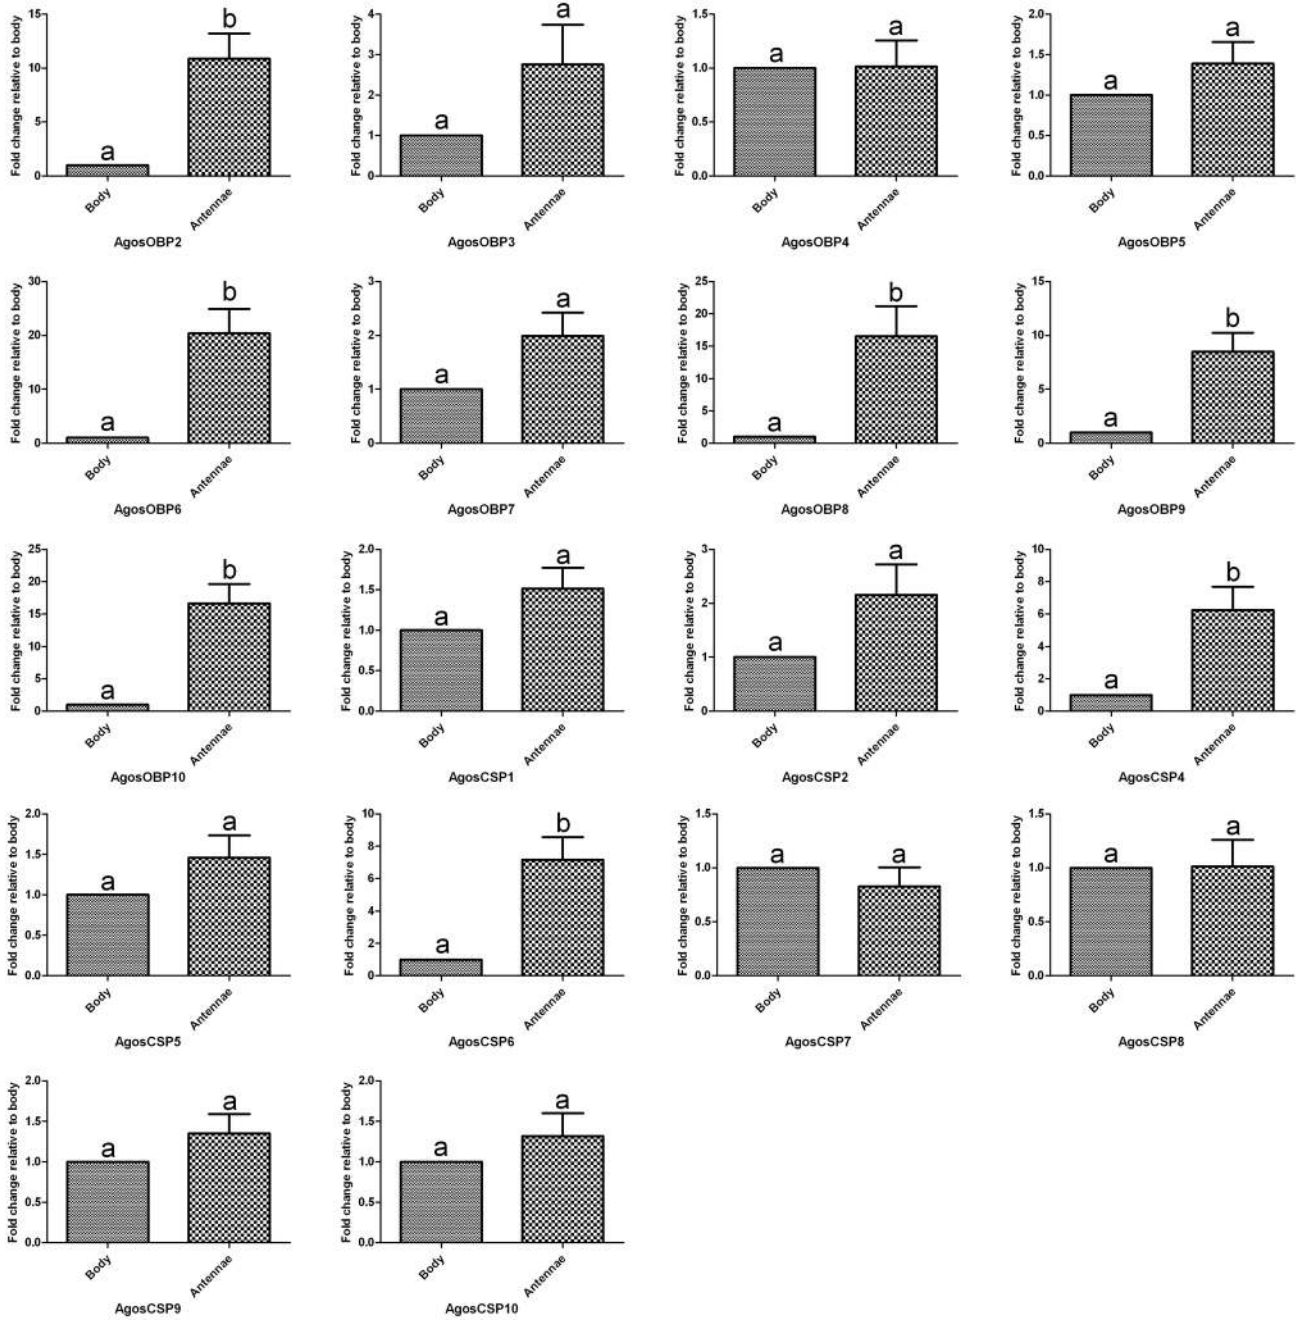 Fold change relative to body
15
10
5
0
a
b
Body
Antennae
AgosOBP2
Fold change relative to body
4
3
2
1
0
a
a
Body
Antennae
AgosOBP3
Fold change relative to body
1.5
1.0
0.5
0.0
a
a
Body
Antennae
AgosOBP4
Fold change relative to body
2.0
1.5
1.0
0.5
0.0
a
a
Body
Antennae
AgosOBP5
Fold change relative to body
30
20
10
0
a
b
Body
Antennae
AgosOBP6
Fold change relative to body
3
2
1
0
a
a
Body
Antennae
AgosOBP7
Fold change relative to body
25
20
15
10
5
0
a
b
Body
Antennae
AgosOBP8
Fold change relative to body
15
10
5
0
a
b
Body
Antennae
AgosOBP9
Fold change relative to body
25
20
15
10
5
0
a
b
Body
Antennae
AgosOBP10
Fold change relative to body
2.0
1.5
1.0
0.5
0.0
a
a
Body
Antennae
AgosCSP1
Fold change relative to body
3
2
1
0
a
a
Body
Antennae
AgosCSP2
Fold change relative to body
10
8
6
4
2
0
a
b
Body
Antennae
AgosCSP4
Fold change relative to body
2.0
1.5
1.0
0.5
0.0
a
a
Body
Antennae
AgosCSP5
Fold change relative to body
10
8
6
4
2
0
a
b
Body
Antennae
AgosCSP6
Fold change relative to body
1.5
1.0
0.5
0.0
a
a
Body
Antennae
AgosCSP7
Fold change relative to body
1.5
1.0
0.5
0.0
a
a
Body
Antennae
AgosCSP8
Fold change relative to body
2.0
1.5
1.0
0.5
0.0
a
a
Body
Antennae
AgosCSP9
Fold change relative to body
2.0
1.5
1.0
0.5
0.0
a
a
Body
Antennae
AgosCSP10